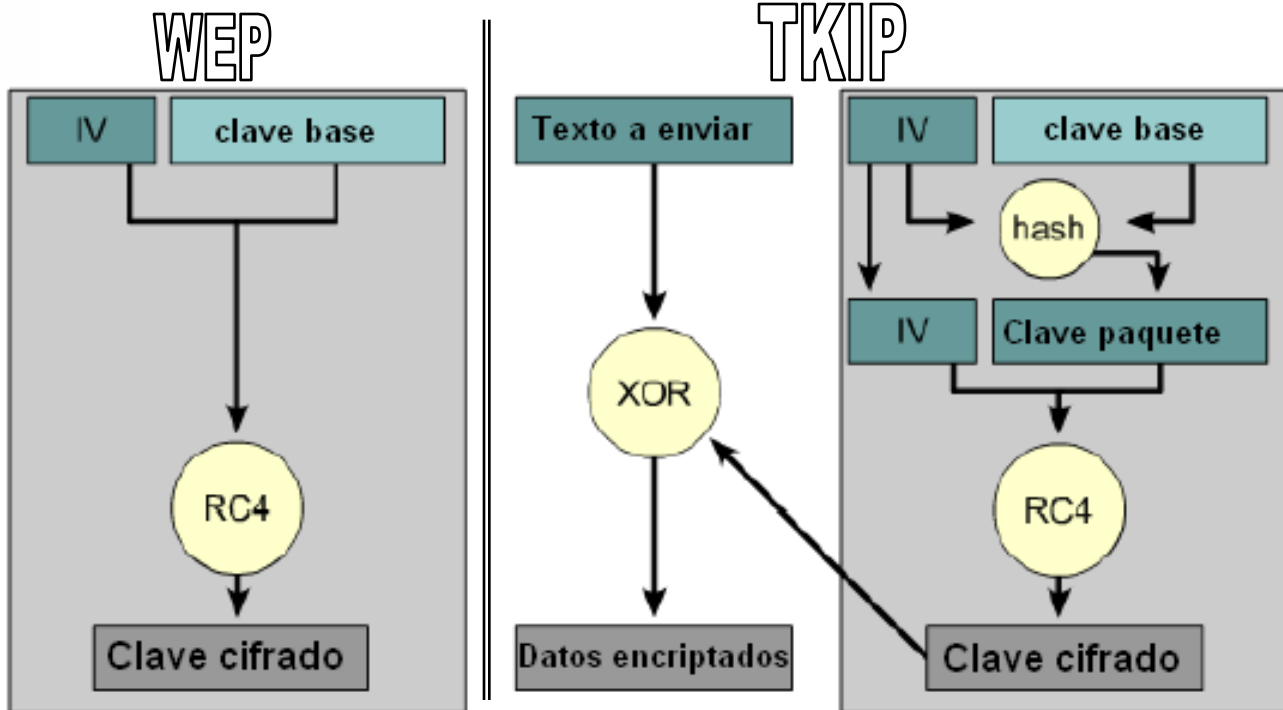 WEP
TKIP
IV
clave base
RC4
Clave cifrado
Texto a enviar
XOR
Datos encriptados
IV
clave base
hash
IV
Clave paquete
RC4
Clave cifrado